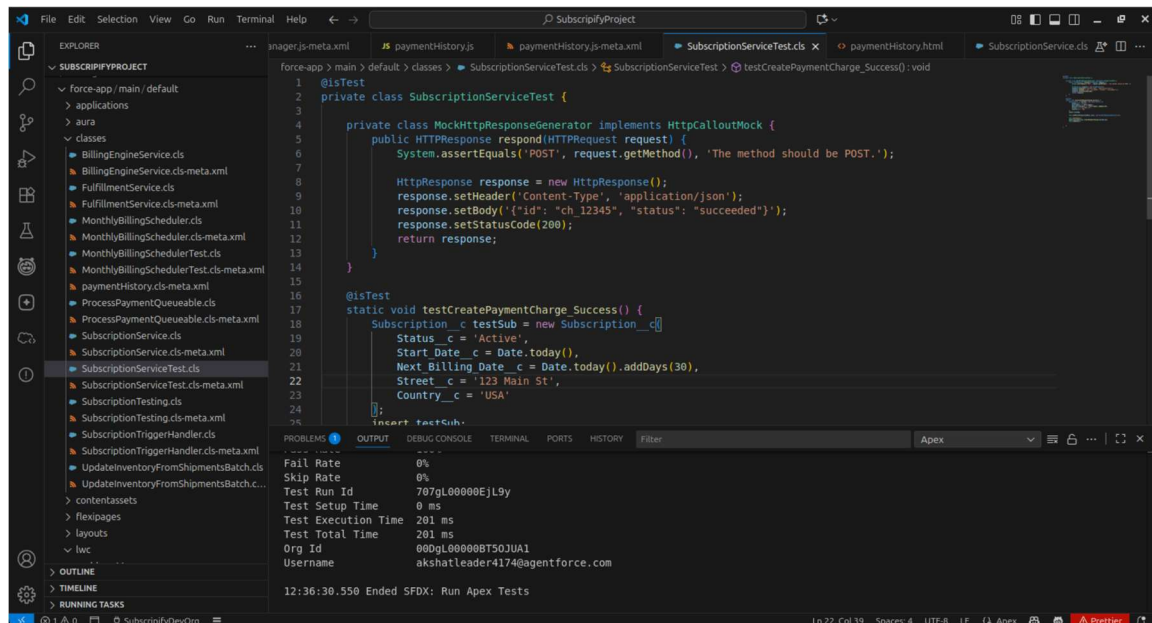 File Edit Selection View Go Run Terminal Help
SubscripifyProject
EXPLORER
SUBSCRIPIFYPROJECT
force-app / main / default
applications
aura
classes
BillingEngineService.cls
BillingEngineService.cls-meta.xml
FulfillmentService.cls
FulfillmentService.cls-meta.xml
MonthlyBillingScheduler.cls
MonthlyBillingScheduler.cls-meta.xml
MonthlyBillingSchedulerTest.cls
MonthlyBillingSchedulerTest.cls-meta.xml
paymentHistory.cls-meta.xml
ProcessPaymentQueueable.cls
ProcessPaymentQueueable.cls-meta.xml
SubscriptionService.cls
SubscriptionService.cls-meta.xml
SubscriptionServiceTest.cls
SubscriptionServiceTest.cls-meta.xml
SubscriptionTesting.cls
SubscriptionTesting.cls-meta.xml
SubscriptionTriggerHandler.cls
SubscriptionTriggerHandler.cls-meta.xml
UpdateInventoryFromShipmentsBatch.cls
UpdateInventoryFromShipmentsBatch.c...
contentassets
flexipages
layouts
lwc
OUTLINE
TIMELINE
RUNNING TASKS
anager.js-meta.xml JS paymentHistory.js paymentHistory.js-meta.xml SubscriptionServiceTest.cls paymentHistory.html SubscriptionService.cls
force-app > main > default > classes > SubscriptionServiceTest.cls > SubscriptionServiceTest > testCreatePaymentCharge_Success() : void
1 @isTest
2 private class SubscriptionServiceTest {
3
4 private class MockHttpResponseGenerator implements HttpCalloutMock {
5 public HTTPResponse respond(HTTPRequest request) {
6 System.assertEquals('POST', request.getMethod(), 'The method should be POST.');
7
8 HttpResponse response = new HttpResponse();
9 response.setHeader('Content-Type', 'application/json');
10 response.setBody('{"id": "ch_12345", "status": "succeeded"}');
11 response.setStatusCode(200);
12 return response;
13 }
14 }
15
16 @isTest
17 static void testCreatePaymentCharge_Success() {
18 Subscription__c testSub = new Subscription__c(
19 Status__c = 'Active',
20 Start_Date__c = Date.today(),
21 Next_Billing_Date__c = Date.today().addDays(30),
22 Street__c = '123 Main St',
23 Country__c = 'USA'
24 );
25 insert testSub;
PROBLEMS 1 OUTPUT DEBUG CONSOLE TERMINAL PORTS HISTORY Filter Apex
Fail Rate 0%
Skip Rate 0%
Test Run Id 707gL00000EjL9y
Test Setup Time 0 ms
Test Execution Time 201 ms
Test Total Time 201 ms
Org Id 00DgL00000BT5OJUA1
Username akshatleader4174@agentforce.com
12:36:30.550 Ended SFDX: Run Apex Tests
1 0 SubscripifyDevOrg Ln 22, Col 39 Spaces: 4 UTF-8 LF Apex Prettier